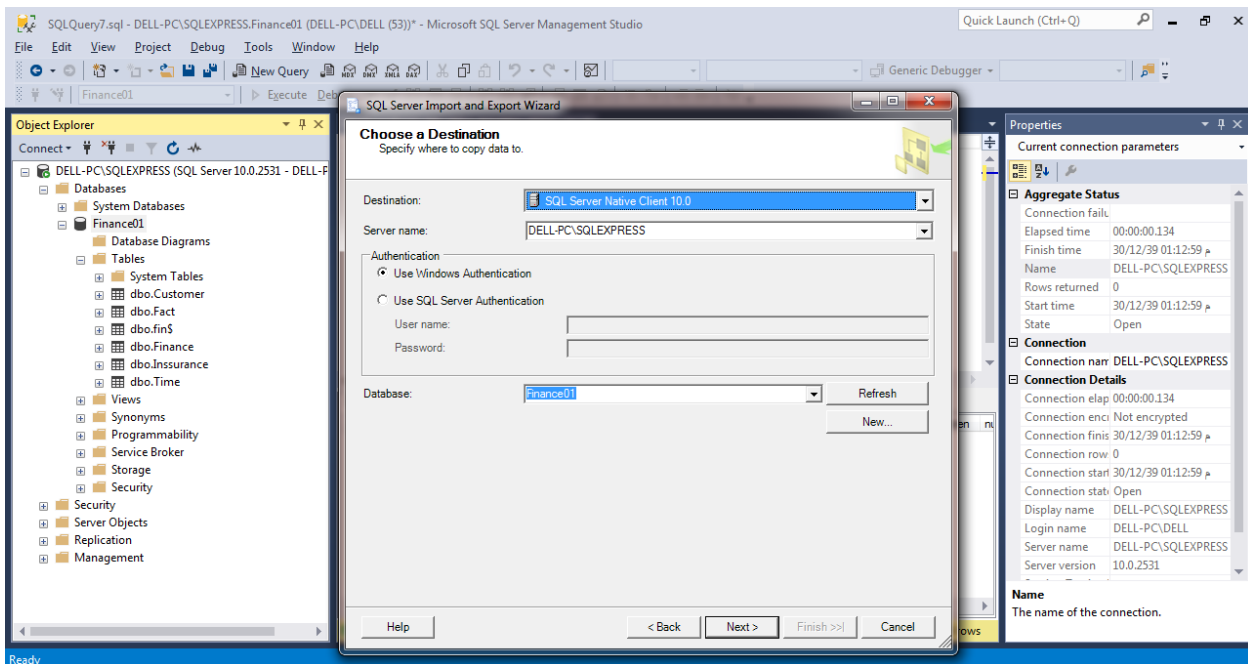 SQLQuery7.sql - DELL-PC\SQLEXPRESS.Finance01 (DELL-PC\DELL (53))* - Microsoft SQL Server Management Studio
Quick Launch (Ctrl+Q)
File Edit View Project Debug Tools Window Help
New Query
MDX DMX XMLA DAX
Generic Debugger
Finance01
Execute Deb
Object Explorer
Connect
DELL-PC\SQLEXPRESS (SQL Server 10.0.2531 - DELL-P
Databases
System Databases
Finance01
Database Diagrams
Tables
System Tables
dbo.Customer
dbo.Fact
dbo.fin$
dbo.Finance
dbo.Inssurance
dbo.Time
Views
Synonyms
Programmability
Service Broker
Storage
Security
Security
Server Objects
Replication
Management
SQL Server Import and Export Wizard
Choose a Destination
Specify where to copy data to.
Destination: SQL Server Native Client 10.0
Server name: DELL-PC\SQLEXPRESS
Authentication
Use Windows Authentication
Use SQL Server Authentication
User name:
Password:
Database: Finance01 Refresh
New...
Help < Back Next > Finish >>| Cancel
en nu
ows
Properties
Current connection parameters
Aggregate Status
Connection failu
Elapsed time 00:00:00.134
Finish time 30/12/39 01:12:59 م
Name DELL-PC\SQLEXPRESS
Rows returned 0
Start time 30/12/39 01:12:59 م
State Open
Connection
Connection nam DELL-PC\SQLEXPRESS
Connection Details
Connection elap 00:00:00.134
Connection encr Not encrypted
Connection finis 30/12/39 01:12:59 م
Connection row 0
Connection start 30/12/39 01:12:59 م
Connection stat Open
Display name DELL-PC\SQLEXPRESS
Login name DELL-PC\DELL
Server name DELL-PC\SQLEXPRESS
Server version 10.0.2531
Name
The name of the connection.
Ready